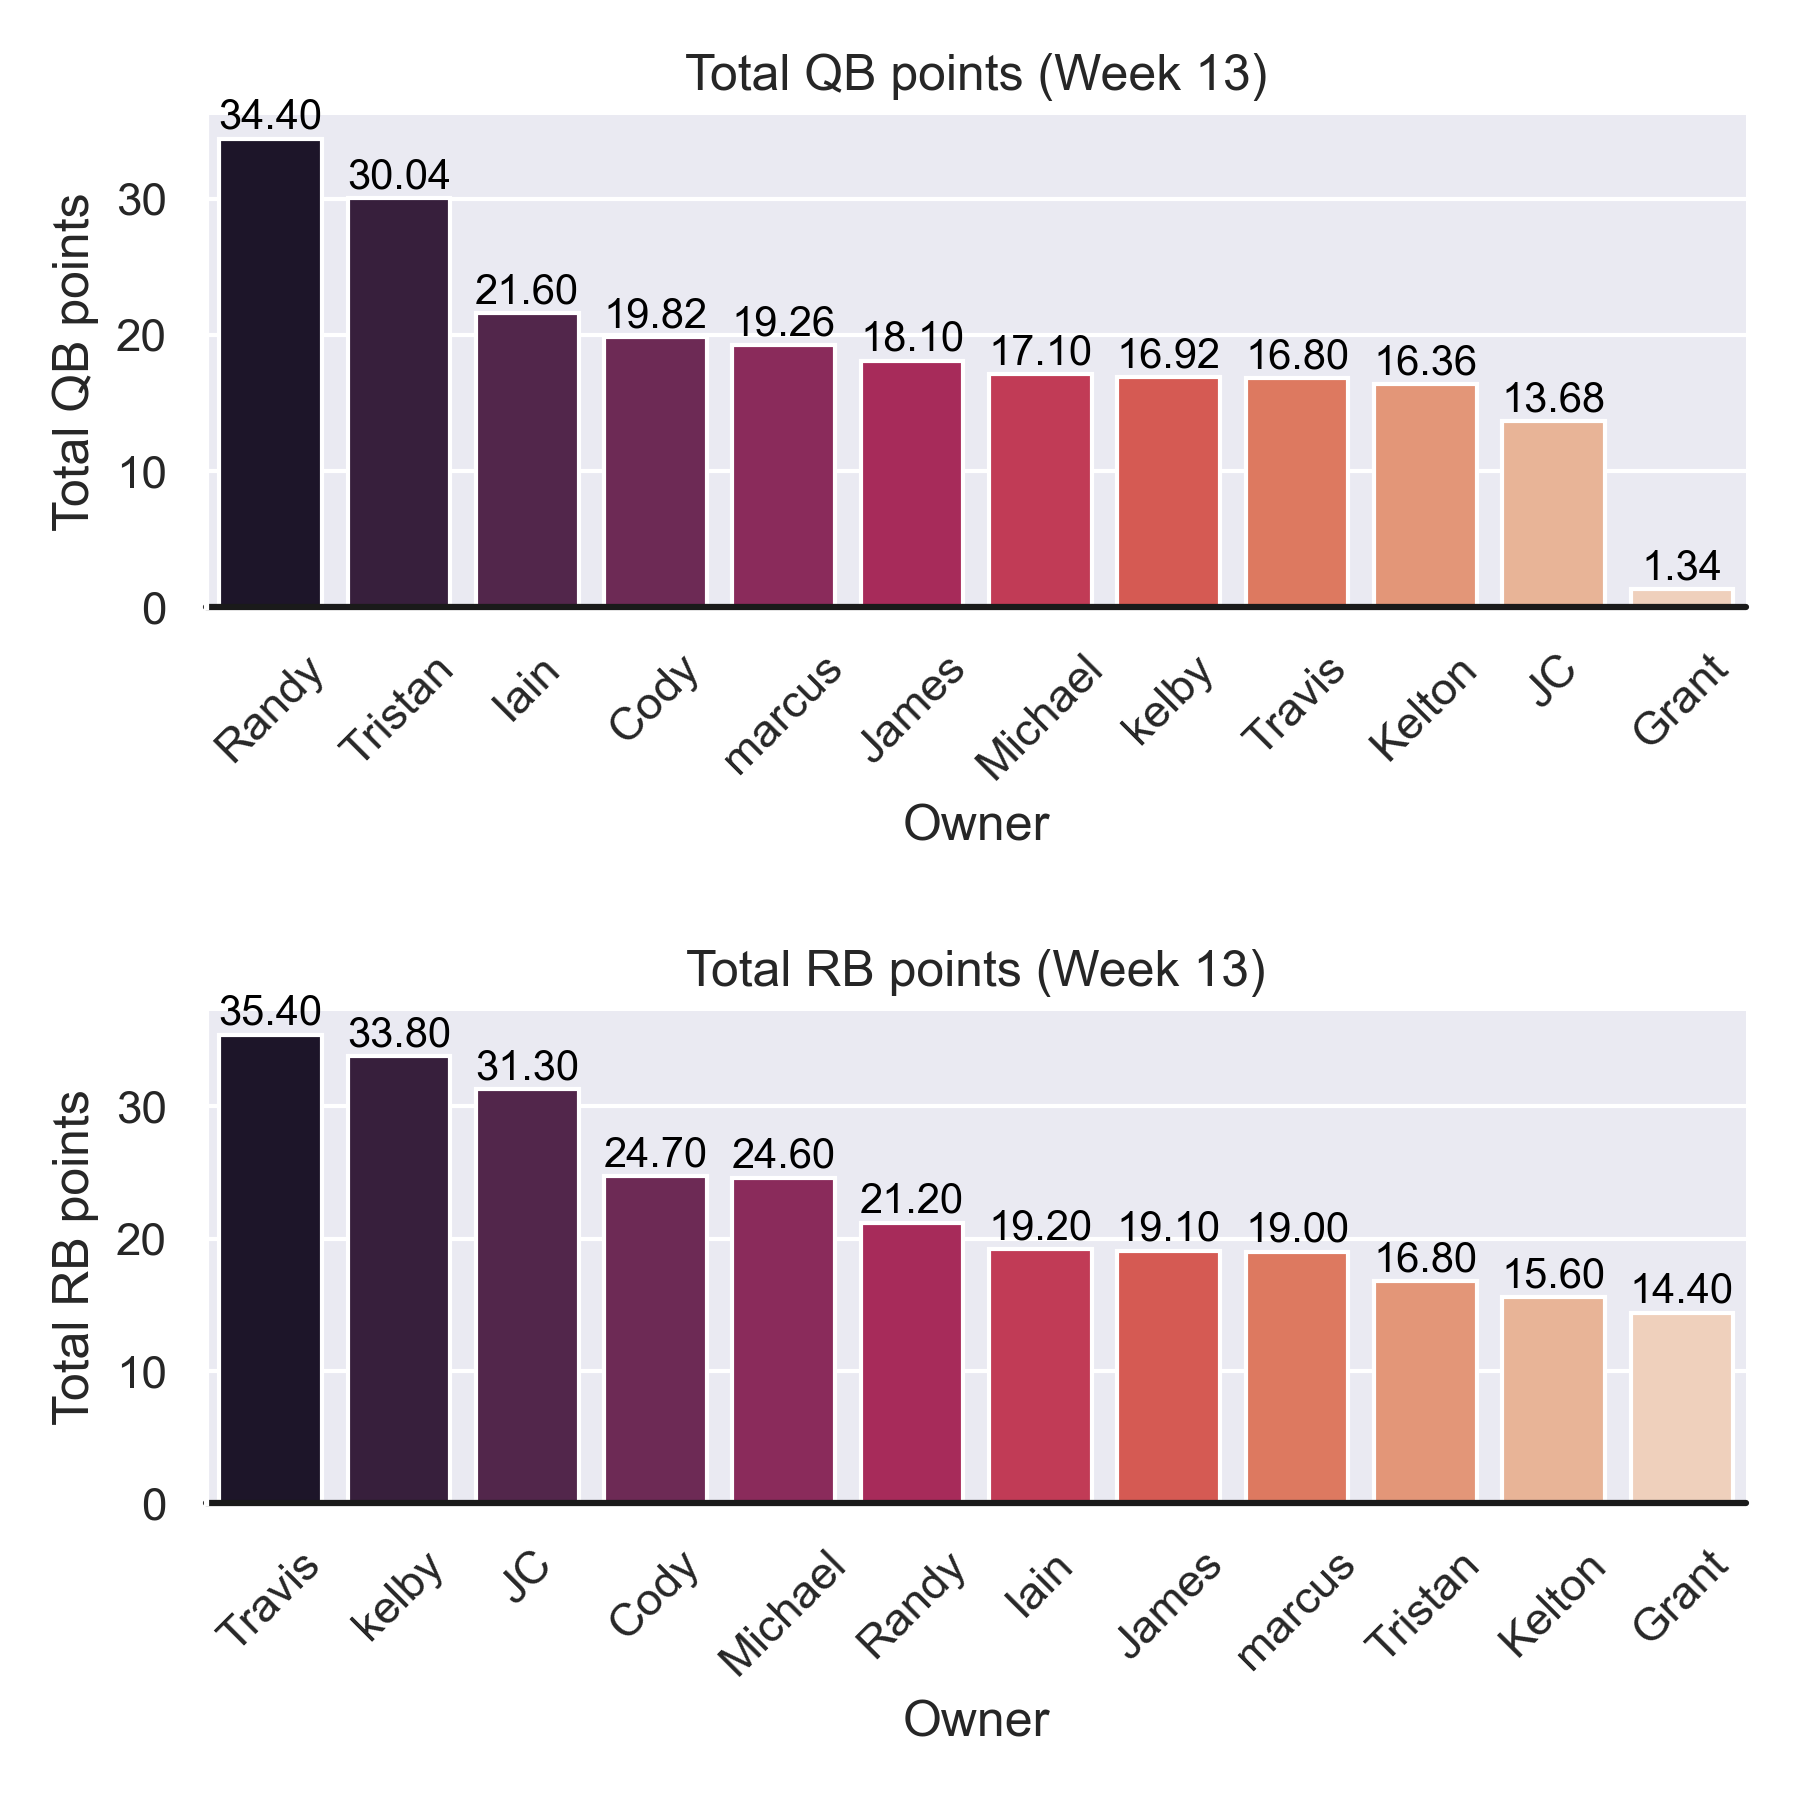 Total QB points (Week 13)
34.40
30.04
21.60
19.82
19.26
18.10
17.10
16.92
16.80
16.36
13.68
1.34
Total QB points
30
20
10
0
Randy
Tristan
Iain
Cody
marcus
James
Michael
kelby
Travis
Kelton
JC
Grant
Owner
Total RB points (Week 13)
35.40
33.80
31.30
24.70
24.60
21.20
19.20
19.10
19.00
16.80
15.60
14.40
Total RB points
30
20
10
0
Travis
kelby
JC
Cody
Michael
Randy
Iain
James
marcus
Tristan
Kelton
Grant
Owner